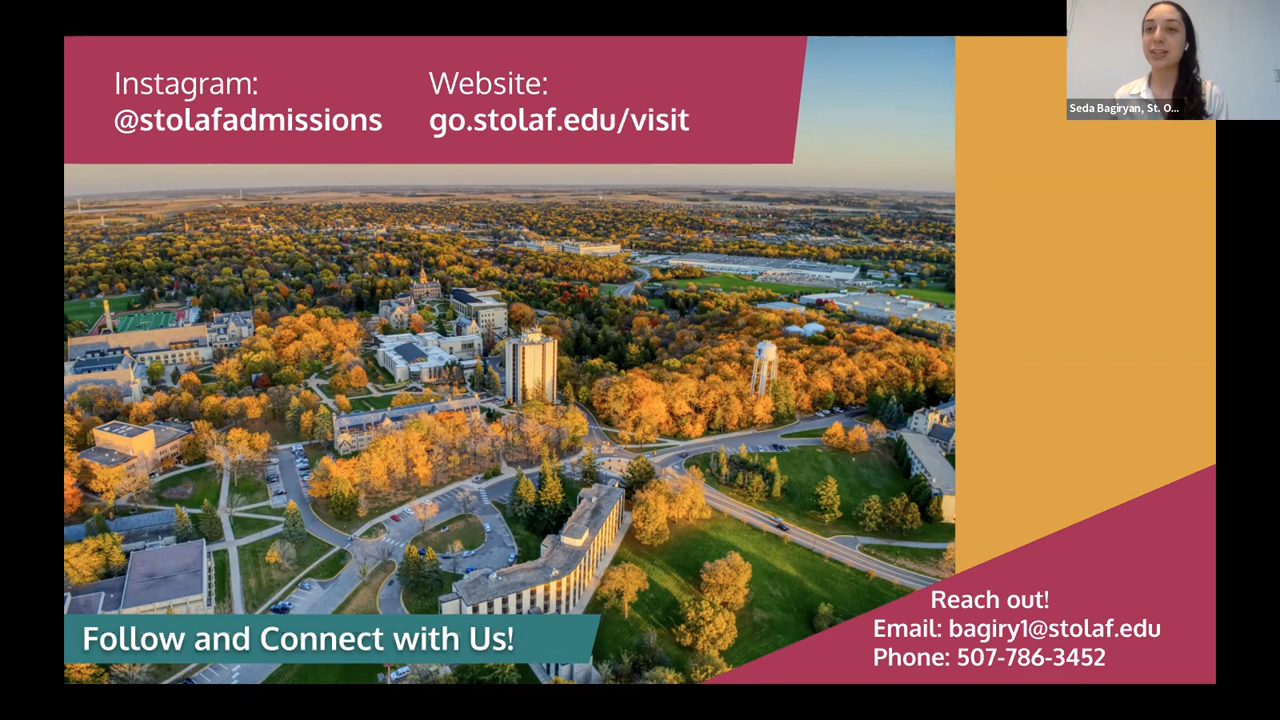 Instagram:
@stolafadmissions
Website:
go.stolaf.edu/visit
Seda Bagiryan, St. O...
Follow and Connect with Us!
Reach out!
Email: bagiry1@stolaf.edu
Phone: 507-786-3452